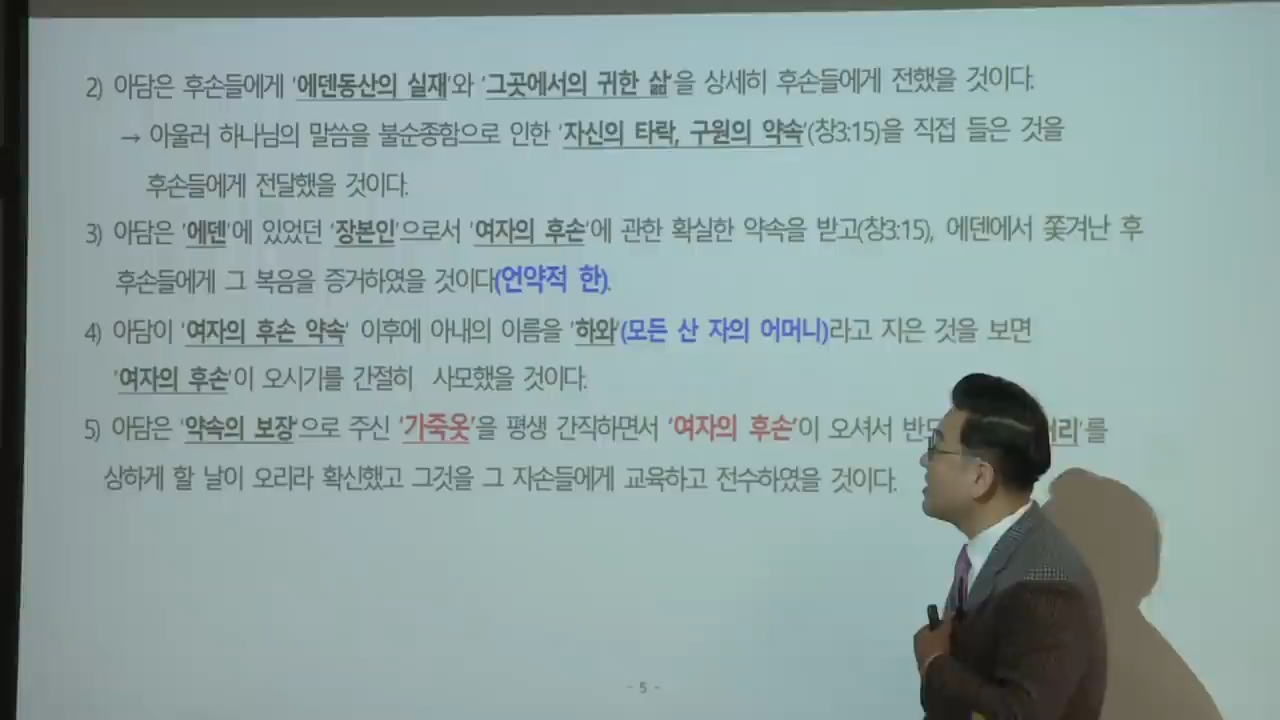 2) 아담은 후손들에게 '에덴동산의 실재'와 '그곳에서의 귀한 삶'을 상세히 후손들에게 전했을 것이다.
→ 아울러 하나님의 말씀을 불순종함으로 인한 '자신의 타락, 구원의 약속'(창3:15)을 직접 들은 것을
후손들에게 전달했을 것이다.
3) 아담은 '에덴'에 있었던 '장본인'으로서 '여자의 후손'에 관한 확실한 약속을 받고(창3:15), 에덴에서 쫓겨난 후
후손들에게 그 복음을 증거하였을 것이다(언약적 한).
4) 아담이 '여자의 후손 약속' 이후에 아내의 이름을 '하와'(모든 산 자의 어머니)라고 지은 것을 보면
'여자의 후손'이 오시기를 간절히 사모했을 것이다.
5) 아담은 '약속의 보장'으로 주신 '가죽옷'을 평생 간직하면서 '여자의 후손'이 오셔서
상하게 할 날이 오리라 확신했고 그것을 그 자손들에게 교육하고 전수하였을 것이다.
- 5 -